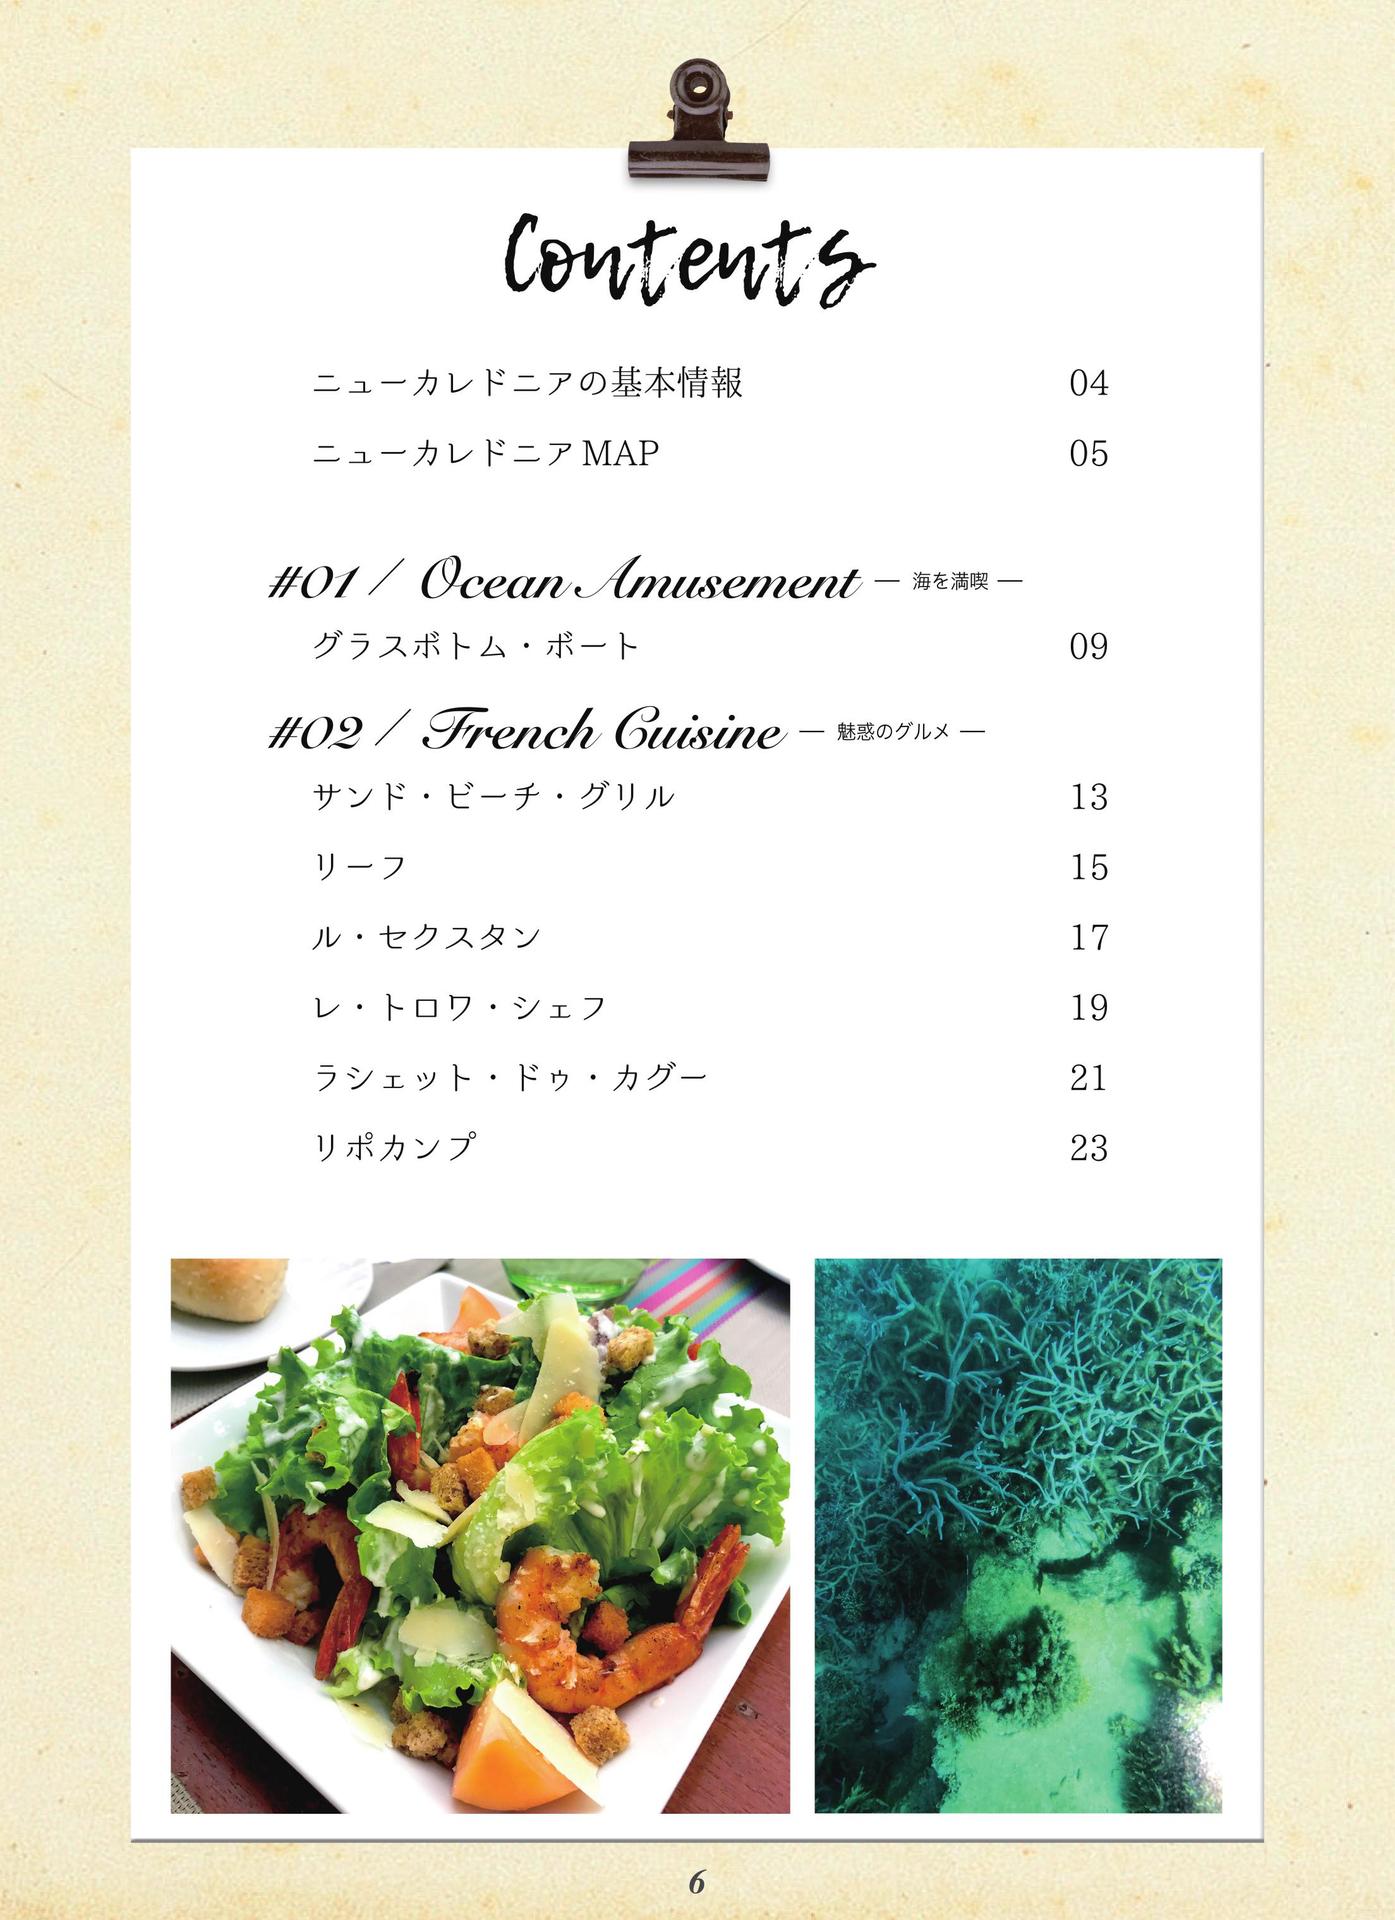 Contents
ニューカレドニアの基本情報 04
ニューカレドニア MAP 05
#01 / Ocean Amusement — 海を満喫 —
グラスボトム・ボート 09
#02 / French Cuisine — 魅惑のグルメ —
サンド・ビーチ・グリル 13
リーフ 15
ル・セクスタン 17
レ・トロワ・シェフ 19
ラシェット・ドゥ・カグー 21
リポカンプ 23
6